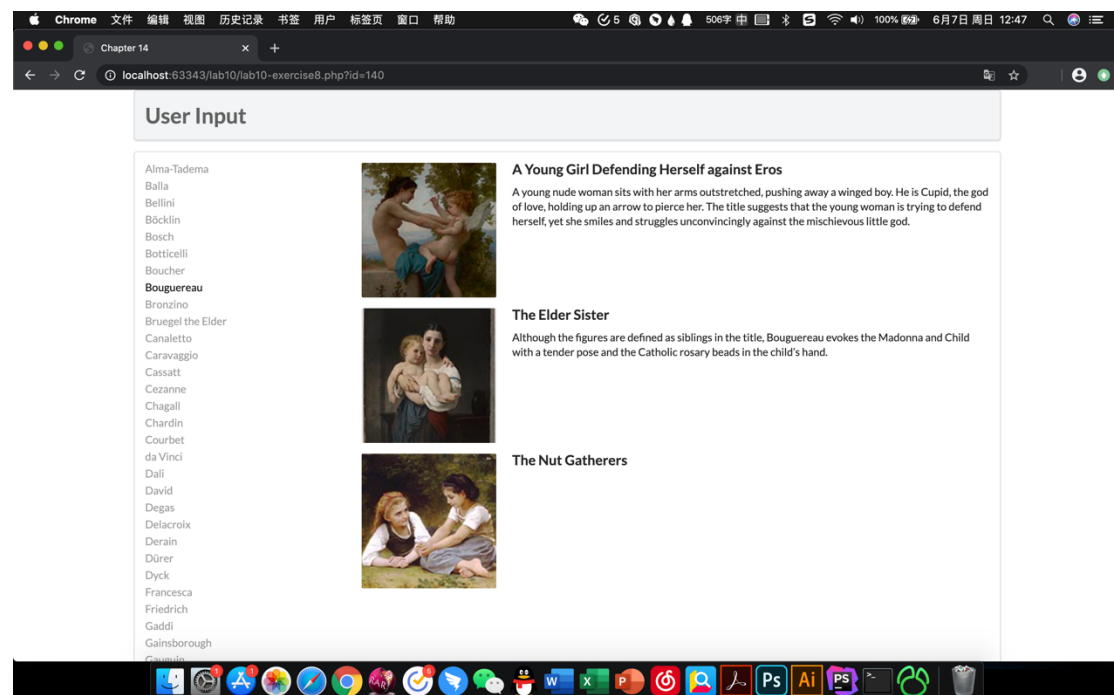 Chrome 文件 编辑 视图 历史记录 书签 用户 标签页 窗口 帮助 5 506字 中 100% 6月7日 周日 12:47
Chapter 14
localhost:63343/lab10/lab10-exercise8.php?id=140
User Input
Alma-Tadema
Balla
Bellini
Böcklin
Bosch
Botticelli
Boucher
Bouguereau
Bronzino
Bruegel the Elder
Canaletto
Caravaggio
Cassatt
Cezanne
Chagall
Chardin
Courbet
da Vinci
Dali
David
Degas
Delacroix
Derain
Dürer
Dyck
Francesca
Friedrich
Gaddi
Gainsborough
Gauguin
A Young Girl Defending Herself against Eros
A young nude woman sits with her arms outstretched, pushing away a winged boy. He is Cupid, the god
of love, holding up an arrow to pierce her. The title suggests that the young woman is trying to defend
herself, yet she smiles and struggles unconvincingly against the mischievous little god.
The Elder Sister
Although the figures are defined as siblings in the title, Bouguereau evokes the Madonna and Child
with a tender pose and the Catholic rosary beads in the child's hand.
The Nut Gatherers
W X P Ps Ai PS